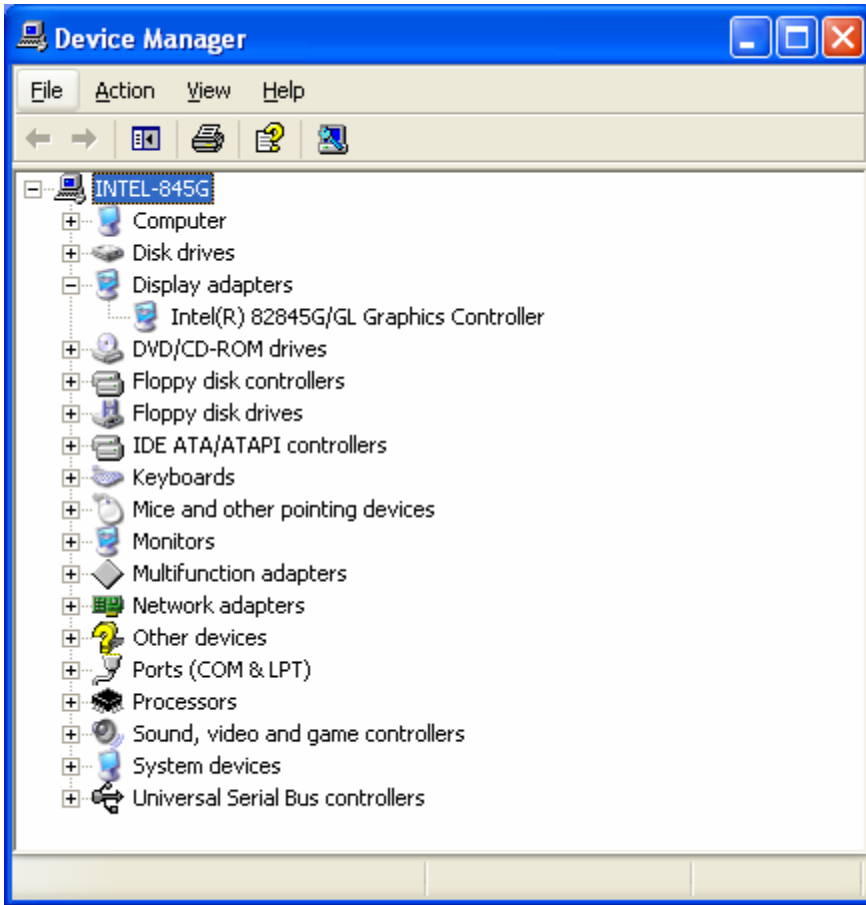 Device Manager
File Action View Help
INTEL-845G
Computer
Disk drives
Display adapters
Intel(R) 82845G/GL Graphics Controller
DVD/CD-ROM drives
Floppy disk controllers
Floppy disk drives
IDE ATA/ATAPI controllers
Keyboards
Mice and other pointing devices
Monitors
Multifunction adapters
Network adapters
Other devices
Ports (COM & LPT)
Processors
Sound, video and game controllers
System devices
Universal Serial Bus controllers